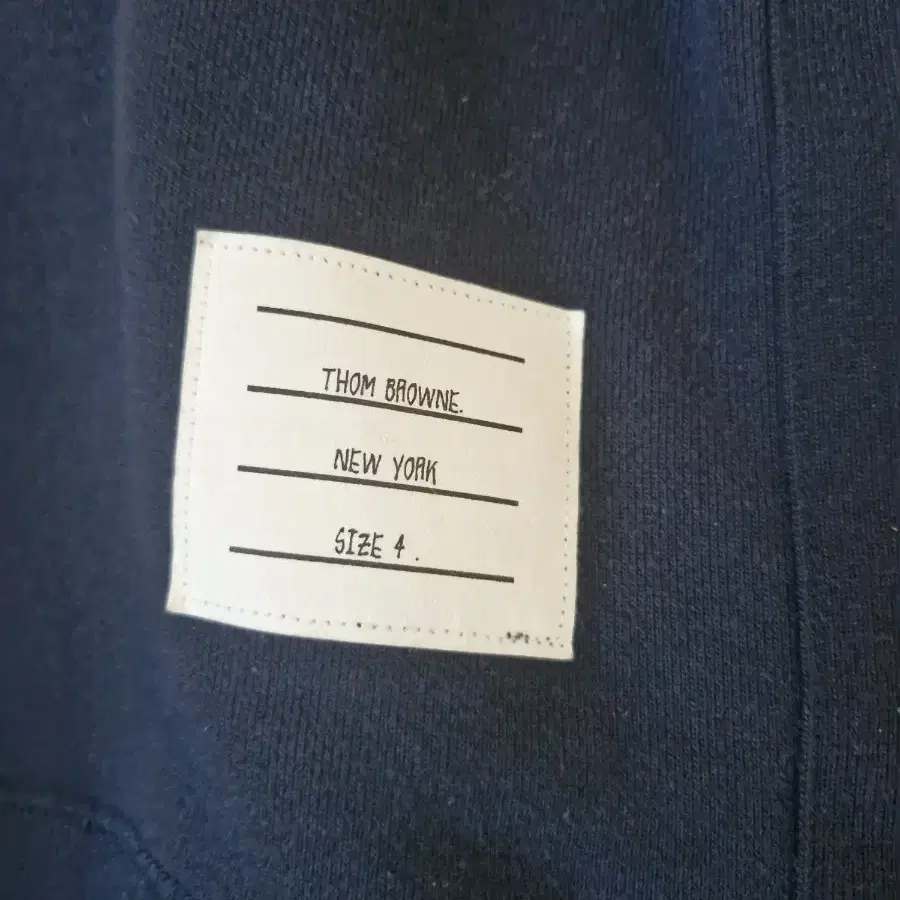 THOM BROWNE.
NEW YORK
SIZE 4.